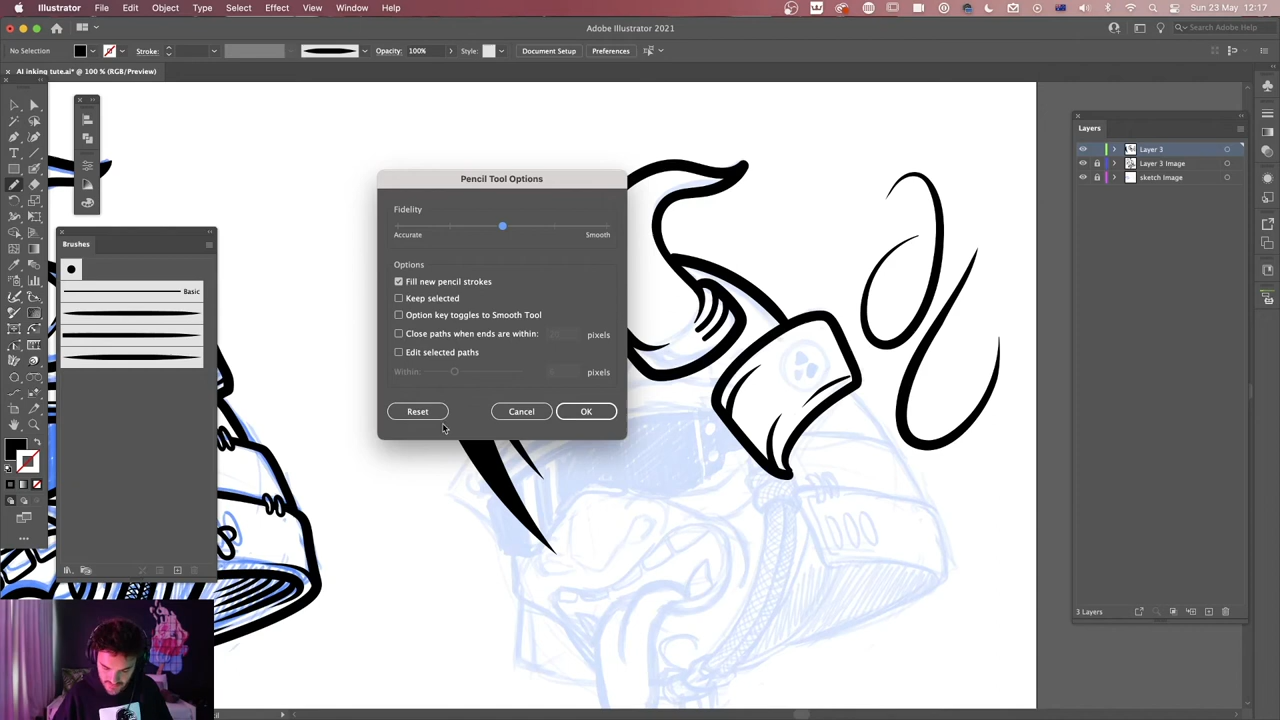 Illustrator File Edit Object Type Select Effect View Window Help Sun 23 May 12:17
Adobe Illustrator 2021
Search Adobe Help
No Selection Stroke: Opacity: 100% Style: Document Setup Preferences
AI inking tute.ai* @ 100 % (RGB/Preview)
Layers
Layer 3
Layer 3 Image
sketch Image
3 Layers
Brushes
Basic
Pencil Tool Options
Fidelity
Accurate Smooth
Options
Fill new pencil strokes
Keep selected
Option key toggles to Smooth Tool
Close paths when ends are within: pixels
Edit selected paths
Within: pixels
Reset Cancel OK